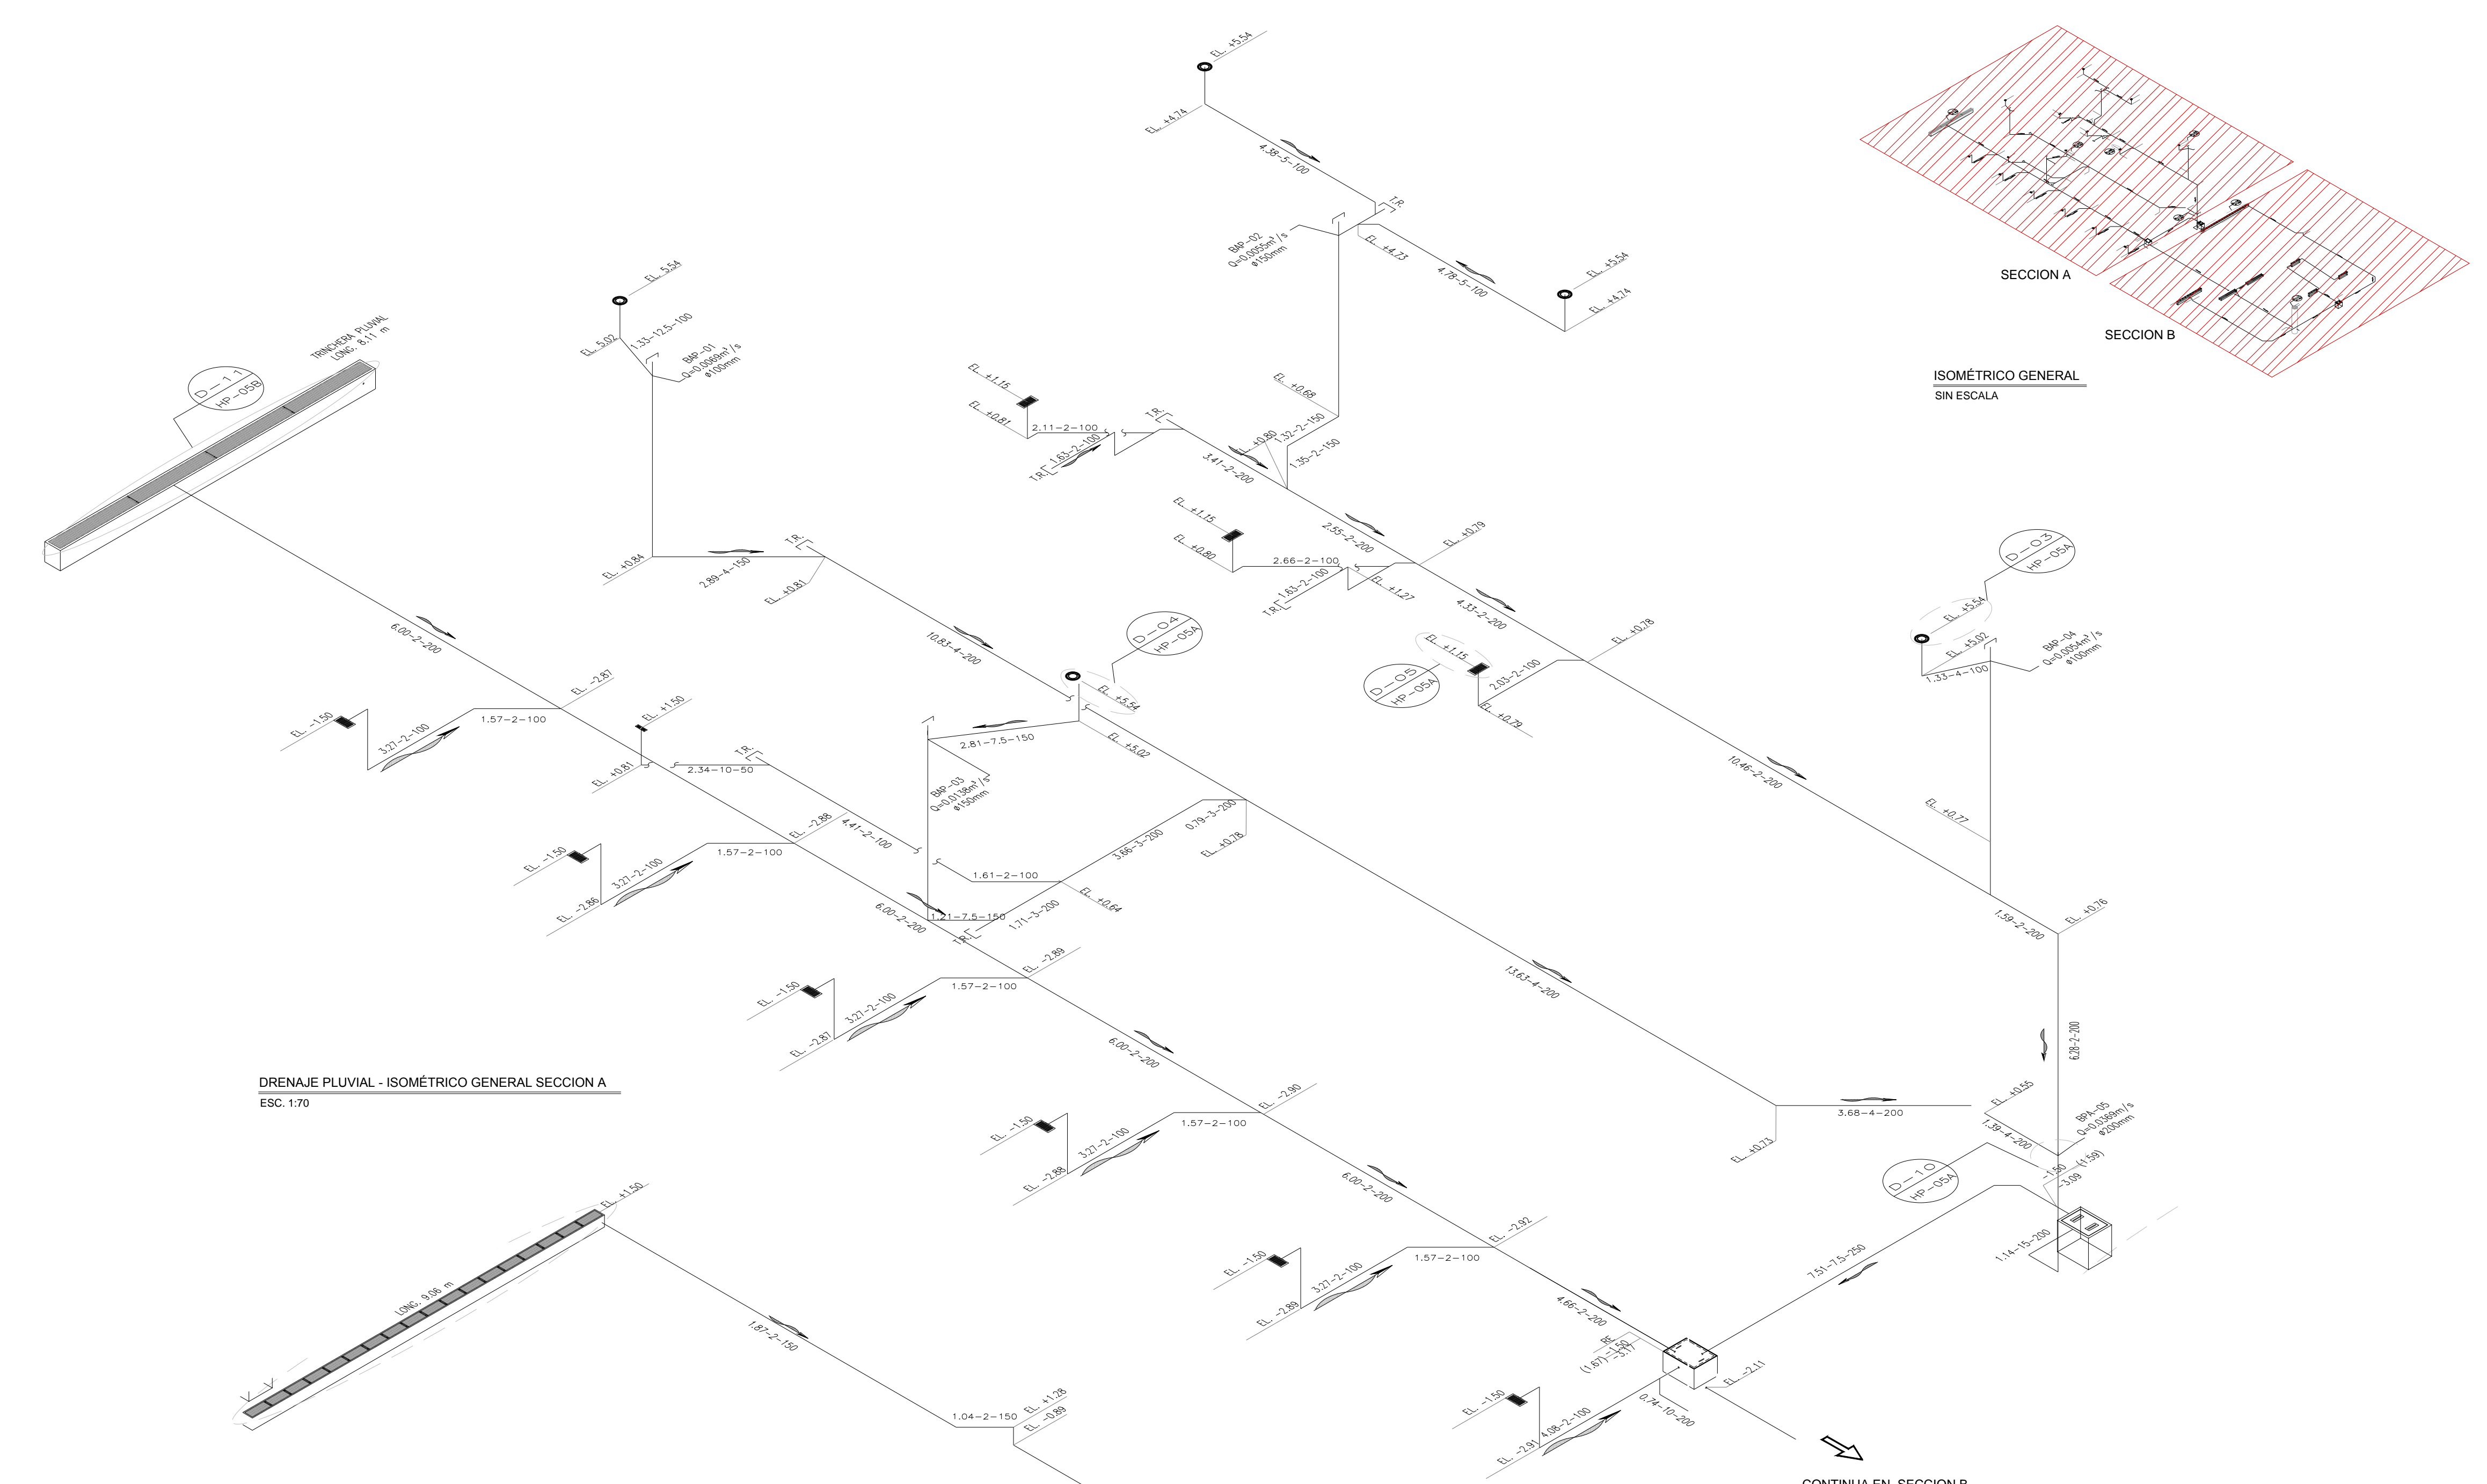 EL. +5.54
EL. +4.74
4.38-5-100
T.R.
BAP-02
Q=0.0055m³/s
ø150mm
EL. +4.73
4.78-5-100
EL. +5.54
EL. +4.74
SECCION A
SECCION B
ISOMÉTRICO GENERAL
SIN ESCALA
EL. 5.54
EL. 5.02
1.33-12.5-100
BAP-01
Q=0.0069m³/s
ø100mm
TRINCHERA PLUVIAL
LONG. 8.11 m
D-11
HP-05B
EL. +1.15
EL. +0.81
2.11-2-100
T.R.
1.63-2-100
T.R.
EL. +0.68
1.32-2-150
EL. +0.80
1.35-2-150
3.41-2-200
EL. +1.15
EL. +0.80
2.66-2-100
1.63-2-100
T.R.
EL. +1.27
2.55-2-200
EL. +0.79
4.33-2-200
EL. +0.78
EL. +0.84
2.89-4-150
T.R.
EL. +0.81
10.83-4-200
D-04
HP-05A
EL. +5.54
EL. +5.02
2.81-7.5-150
D-05
HP-05A
EL. +1.15
2.03-2-100
EL. +0.79
D-03
HP-05A
EL. +5.54
EL. +5.02
1.33-4-100
BAP-04
Q=0.0054m³/s
ø100mm
10.46-2-200
EL. +0.77
1.59-2-200
EL. +0.76
6.00-2-200
EL. -2.87
EL. -1.50
3.27-2-100
1.57-2-100
EL. +1.50
EL. +0.81
2.34-10-50
T.R.
4.41-2-100
BAP-03
Q=0.0138m³/s
ø150mm
1.61-2-100
EL. +0.64
3.66-3-200
0.79-3-200
EL. +0.78
1.21-7.5-150
1.71-3-200
T.R.
EL. -2.88
EL. -1.50
3.27-2-100
1.57-2-100
EL. -2.86
6.00-2-200
EL. -2.89
EL. -1.50
3.27-2-100
1.57-2-100
EL. -2.87
6.00-2-200
13.63-4-200
6.28-2-200
DRENAJE PLUVIAL - ISOMÉTRICO GENERAL SECCION A
ESC. 1:70
EL. -2.90
EL. -1.50
3.27-2-100
1.57-2-100
EL. -2.88
6.00-2-200
3.68-4-200
EL. +0.73
EL. +0.55
1.39-4-200
BPA-05
Q=0.0369m/s
ø200mm
D-10
HP-05A
-1.50
(1.59)
-3.09
1.14-15-200
7.51-7.5-250
EL. -2.92
EL. -1.50
3.27-2-100
1.57-2-100
EL. -2.89
4.66-2-200
RE
-1.50
(1.67)
-3.17
EL. -2.11
0.74-10-200
EL. -1.50
4.08-2-100
EL. -2.91
EL. +1.50
LONG. 9.06 m
1.87-2-150
1.04-2-150
EL. +1.28
EL. -0.89
CONTINUA EN SECCION B